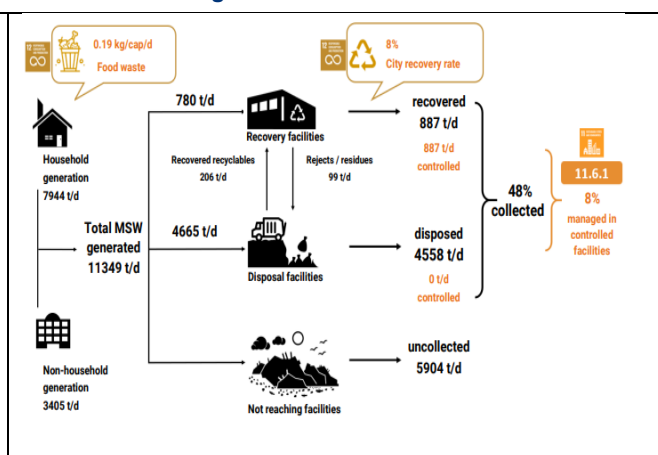 0.19 kg/cap/d
Food waste
8%
City recovery rate
780 t/d
Recovery facilities
recovered
887 t/d
887 t/d
controlled
Household
generation
7944 t/d
Recovered recyclables
206 t/d
Rejects / residues
99 t/d
11.6.1
48%
collected
8%
managed in
controlled
facilities
Total MSW
generated
11349 t/d
4665 t/d
Disposal facilities
disposed
4558 t/d
0 t/d
controlled
Non-household
generation
3405 t/d
Not reaching facilities
uncollected
5904 t/d